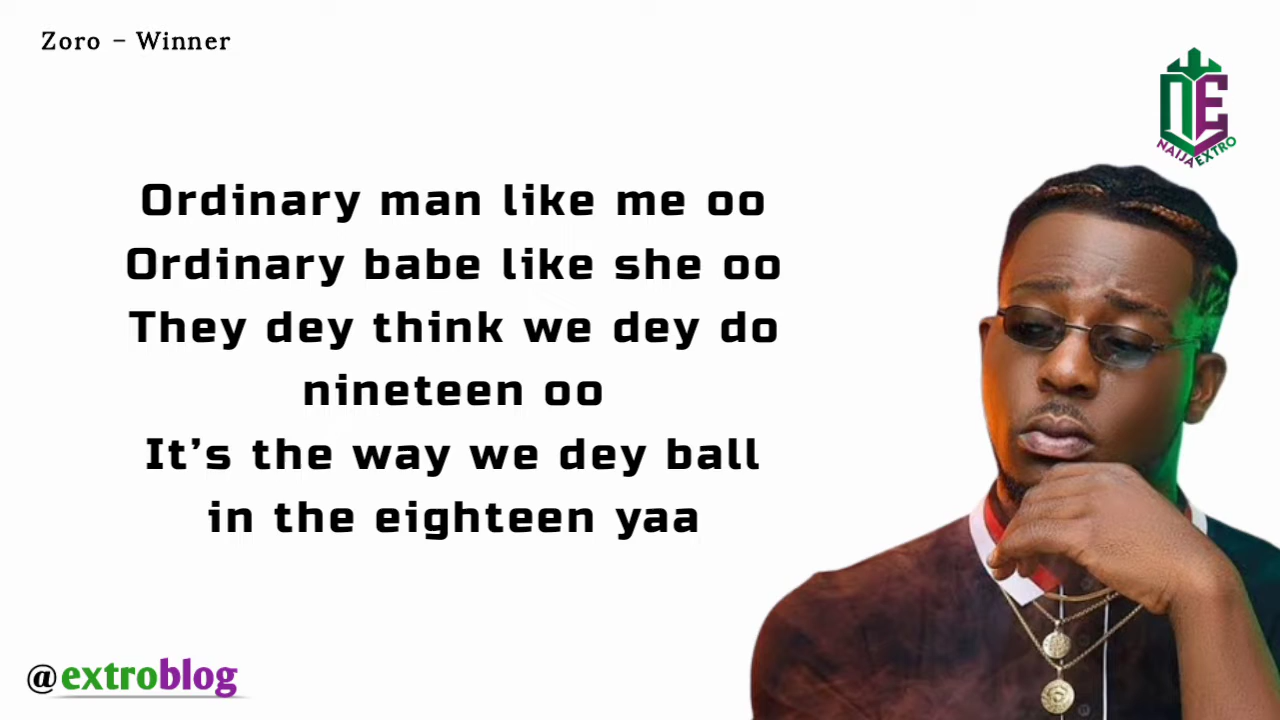 Zoro – Winner
NE
NAIJA EXTRO
Ordinary man like me oo
Ordinary babe like she oo
They dey think we dey do
nineteen oo
It’s the way we dey ball
in the eighteen yaa
@extroblog